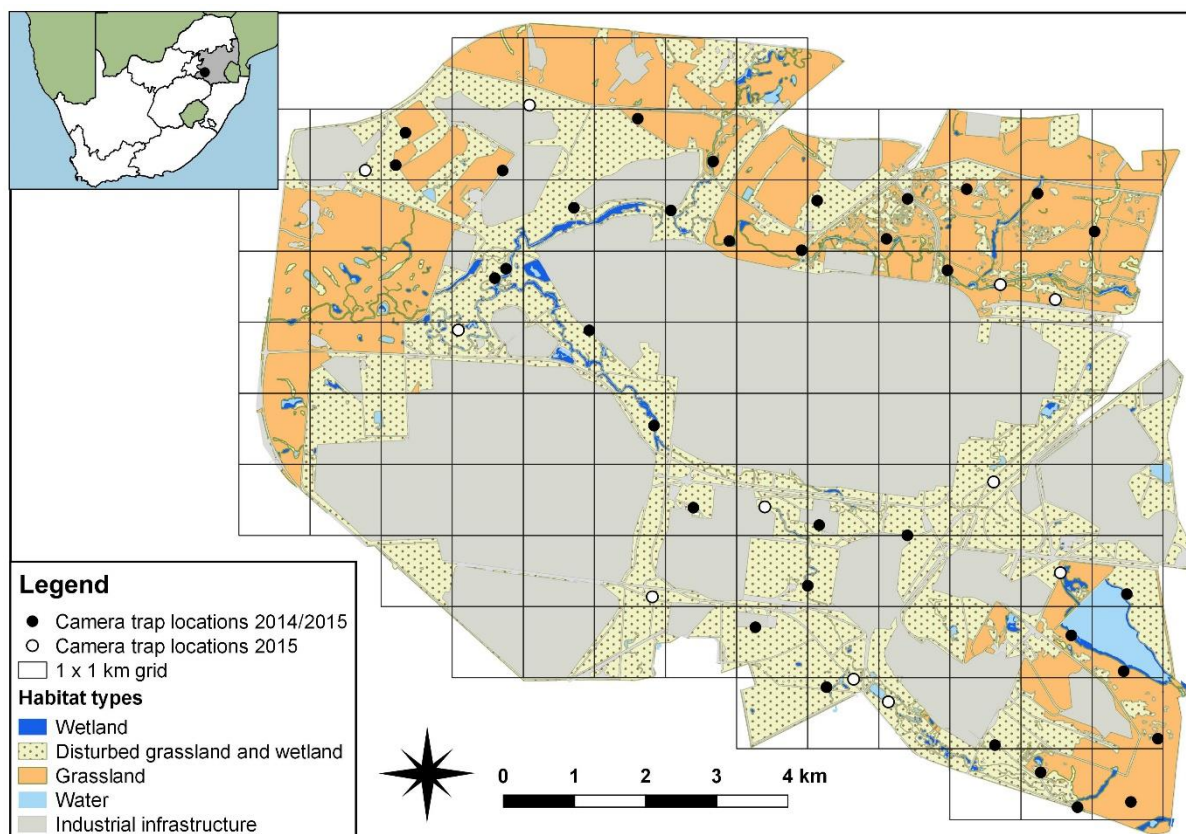 Legend
Camera trap locations 2014/2015
Camera trap locations 2015
1 x 1 km grid
Habitat types
Wetland
Disturbed grassland and wetland
Grassland
Water
Industrial infrastructure
0 1 2 3 4 km